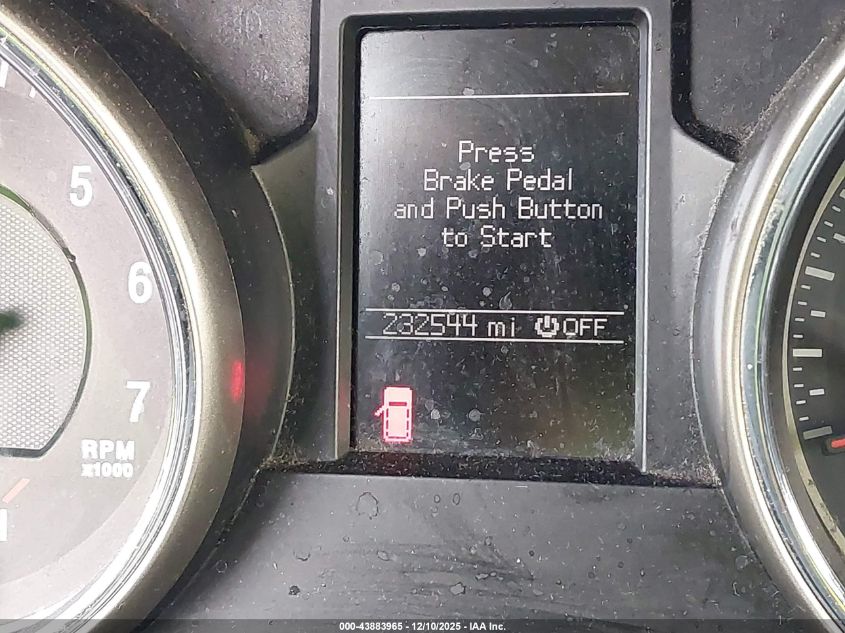 5
6
7
RPM
x1000
Press
Brake Pedal
and Push Button
to Start
232544 mi OFF
000-43883965 - 12/10/2025 - IAA Inc.